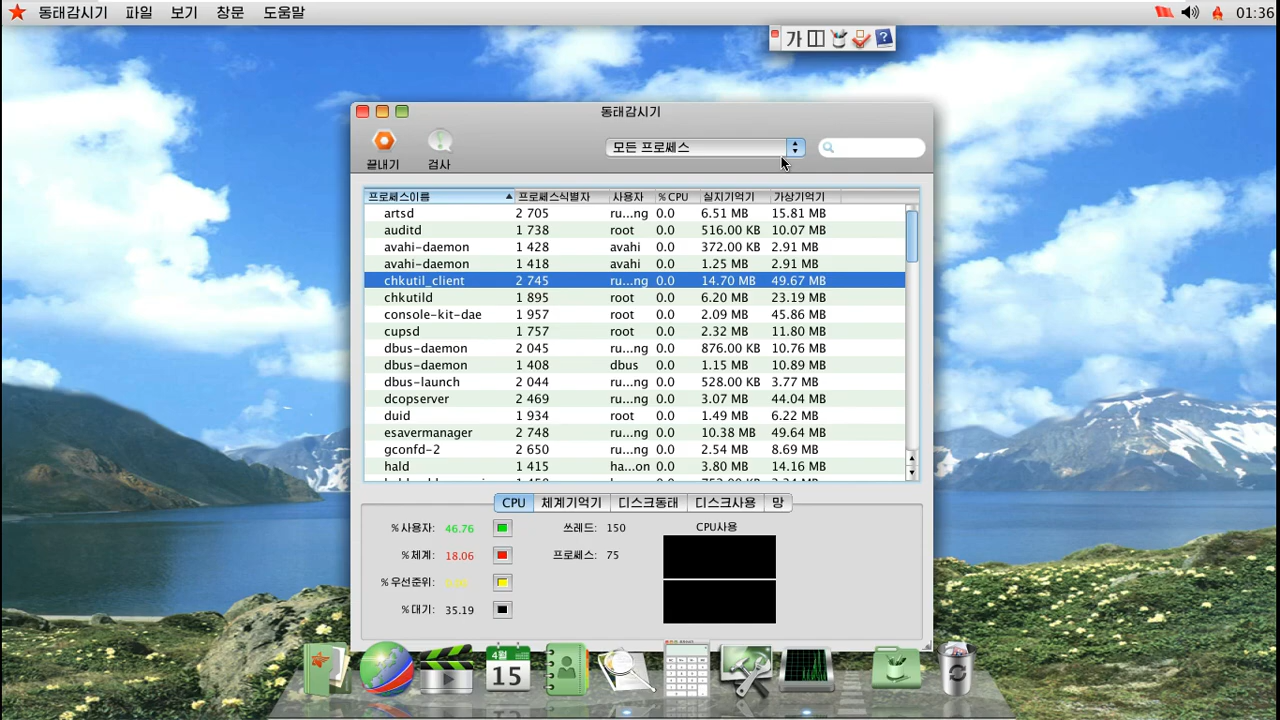 동태감시기 파일 보기 창문 도움말 01:36
가
동태감시기
모든 프로쎄스
끝내기 검사
프로쎄스이름 프로쎄스식별자 사용자 % CPU 실지기억기 가상기억기
artsd 2 705 ru...ng 0.0 6.51 MB 15.81 MB
auditd 1 738 root 0.0 516.00 KB 10.07 MB
avahi-daemon 1 428 avahi 0.0 372.00 KB 2.91 MB
avahi-daemon 1 418 avahi 0.0 1.25 MB 2.91 MB
chkutil_client 2 745 ru...ng 0.0 14.70 MB 49.67 MB
chkutild 1 895 root 0.0 6.20 MB 23.19 MB
console-kit-dae 1 957 root 0.0 2.09 MB 45.86 MB
cupsd 1 757 root 0.0 2.32 MB 11.80 MB
dbus-daemon 2 045 ru...ng 0.0 876.00 KB 10.76 MB
dbus-daemon 1 408 dbus 0.0 1.15 MB 10.89 MB
dbus-launch 2 044 ru...ng 0.0 528.00 KB 3.77 MB
dcopserver 2 469 ru...ng 0.0 3.07 MB 44.04 MB
duid 1 934 root 0.0 1.49 MB 6.22 MB
esavermanager 2 748 ru...ng 0.0 10.38 MB 49.64 MB
gconfd-2 2 650 ru...ng 0.0 2.54 MB 8.69 MB
hald 1 415 ha...on 0.0 3.80 MB 14.16 MB
CPU 체계기억기 디스크동태 디스크사용 망
% 사용자: 46.76 쓰레드: 150 CPU사용
% 체계: 18.06 프로쎄스: 75
% 우선준위:
% 대기: 35.19
4월
15